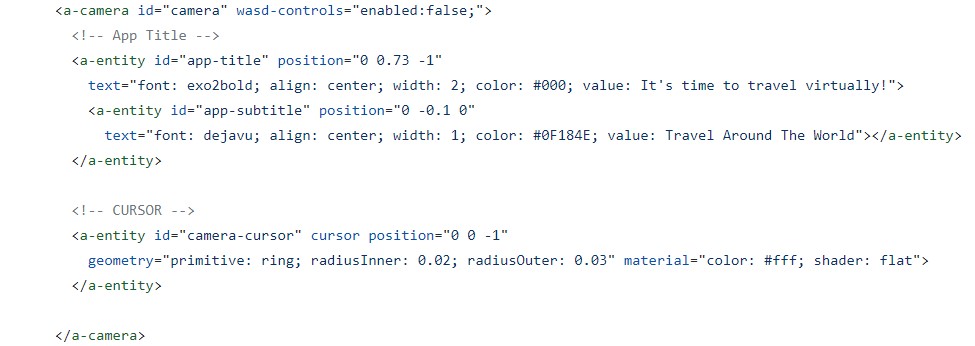 <a-camera id="camera" wasd-controls="enabled:false;">
<!-- App Title -->
<a-entity id="app-title" position="0 0.73 -1"
text="font: exo2bold; align: center; width: 2; color: #000; value: It's time to travel virtually!">
<a-entity id="app-subtitle" position="0 -0.1 0"
text="font: dejavu; align: center; width: 1; color: #0F184E; value: Travel Around The World"></a-entity>
</a-entity>
<!-- CURSOR -->
<a-entity id="camera-cursor" cursor position="0 0 -1"
geometry="primitive: ring; radiusInner: 0.02; radiusOuter: 0.03" material="color: #fff; shader: flat">
</a-entity>
</a-camera>